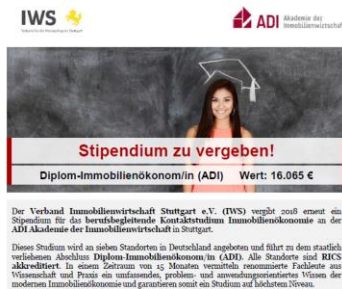 IWS
ADI Akademie der
Immobilienwirtschaft
Stipendium zu vergeben!
Diplom-Immobilienökonom/in (ADI) Wert: 16.065 €
Der Verband Immobilienwirtschaft Stuttgart e.V. (IWS) vergibt 2018 erneut ein
Stipendium für das berufsbegleitende Kontaktstudium Immobilienökonomie an der
ADI Akademie der Immobilienwirtschaft in Stuttgart.
Dieses Studium wird an sieben Standorten in Deutschland angeboten und führt zu dem staatlich
verliehenen Abschluss Diplom-Immobilienökonom/in (ADI). Alle Standorte sind RICS
akkreditiert. In einem Zeitraum von 15 Monaten vermitteln renommierte Fachleute aus
Wissenschaft und Praxis ein umfassendes, problem- und anwendungsorientiertes Wissen der
modernen Immobilienökonomie und garantieren somit ein Studium auf höchstem Niveau.